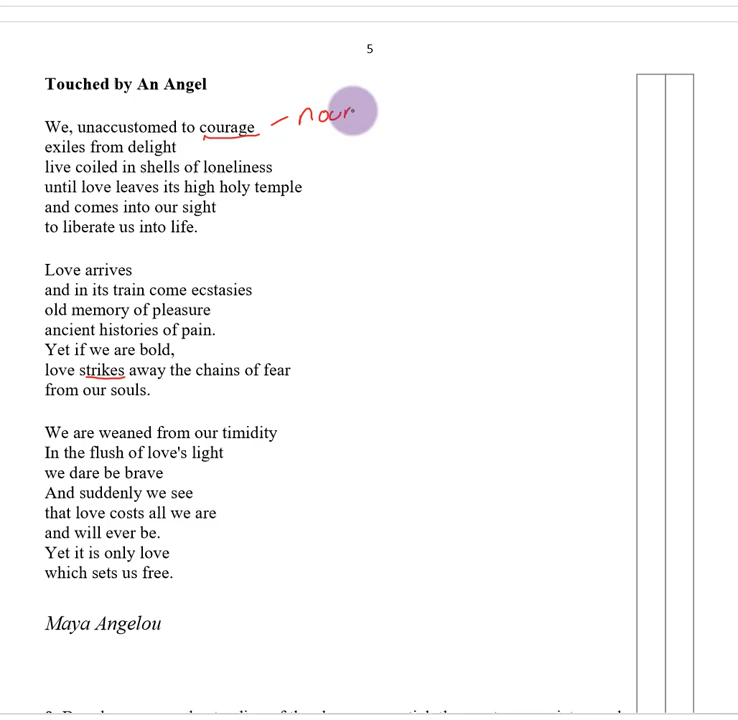 5
Touched by An Angel
We, unaccustomed to courage - nour
exiles from delight
live coiled in shells of loneliness
until love leaves its high holy temple
and comes into our sight
to liberate us into life.
Love arrives
and in its train come ecstasies
old memory of pleasure
ancient histories of pain.
Yet if we are bold,
love strikes away the chains of fear
from our souls.
We are weaned from our timidity
In the flush of love's light
we dare be brave
And suddenly we see
that love costs all we are
and will ever be.
Yet it is only love
which sets us free.
Maya Angelou